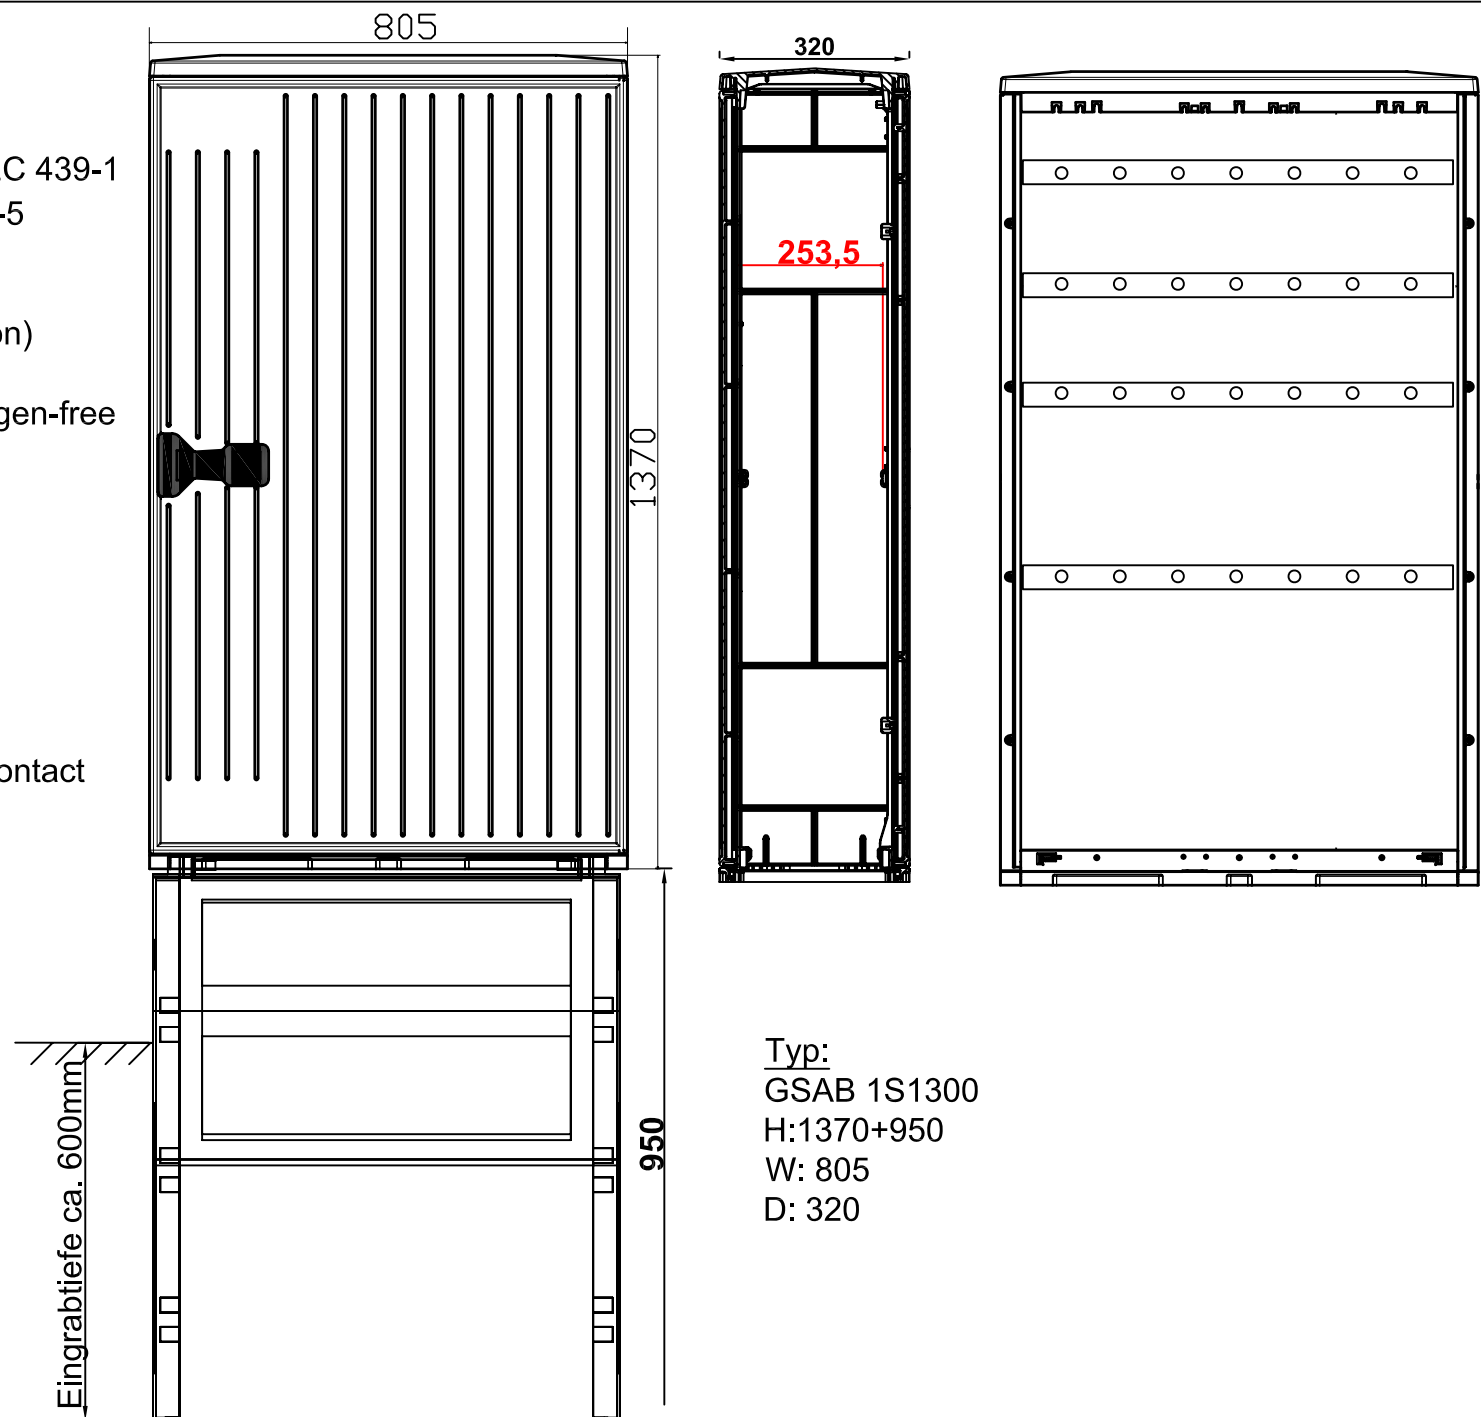 805
320
C 439-1
-5
253,5
on)
gen-free
1370
ontact
Eingrabtiefe ca. 600mm
950
Typ:
GSAB 1S1300
H:1370+950
W: 805
D: 320